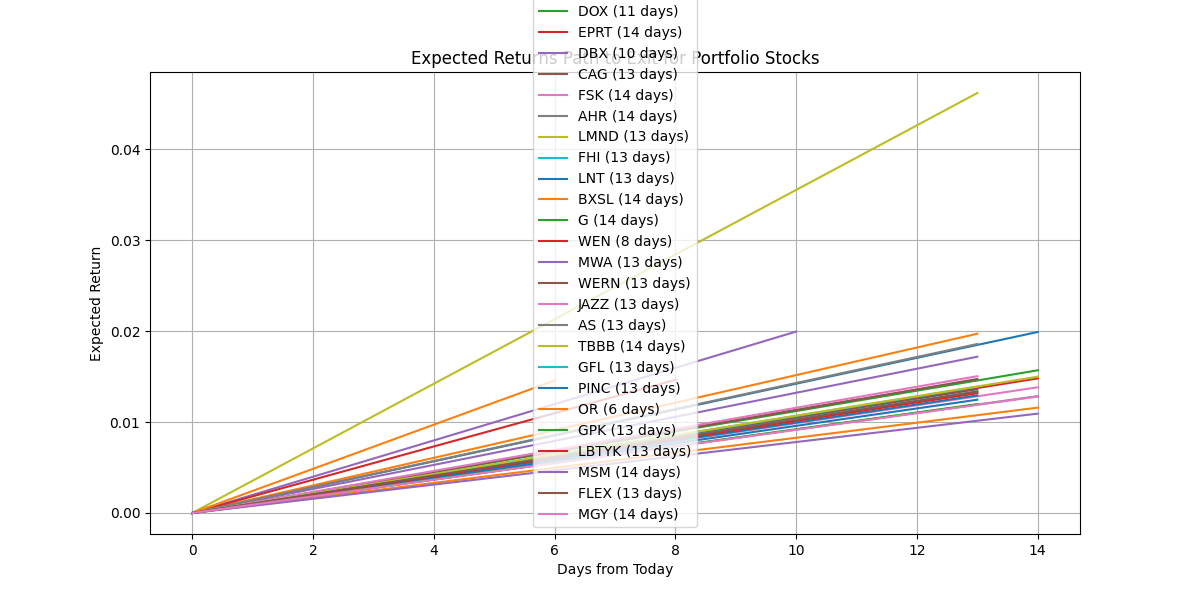 DOX (11 days)
EPRT (14 days)
Expected Returns Path to Exit for Portfolio Stocks
DBX (10 days)
CAG (13 days)
FSK (14 days)
AHR (14 days)
LMND (13 days)
FHI (13 days)
LNT (13 days)
BXSL (14 days)
G (14 days)
WEN (8 days)
MWA (13 days)
WERN (13 days)
JAZZ (13 days)
AS (13 days)
TBBB (14 days)
GFL (13 days)
PINC (13 days)
OR (6 days)
GPK (13 days)
LBTYK (13 days)
MSM (14 days)
FLEX (13 days)
MGY (14 days)
Expected Return
0.04
0.03
0.02
0.01
0.00
0 2 4 6 8 10 12 14
Days from Today